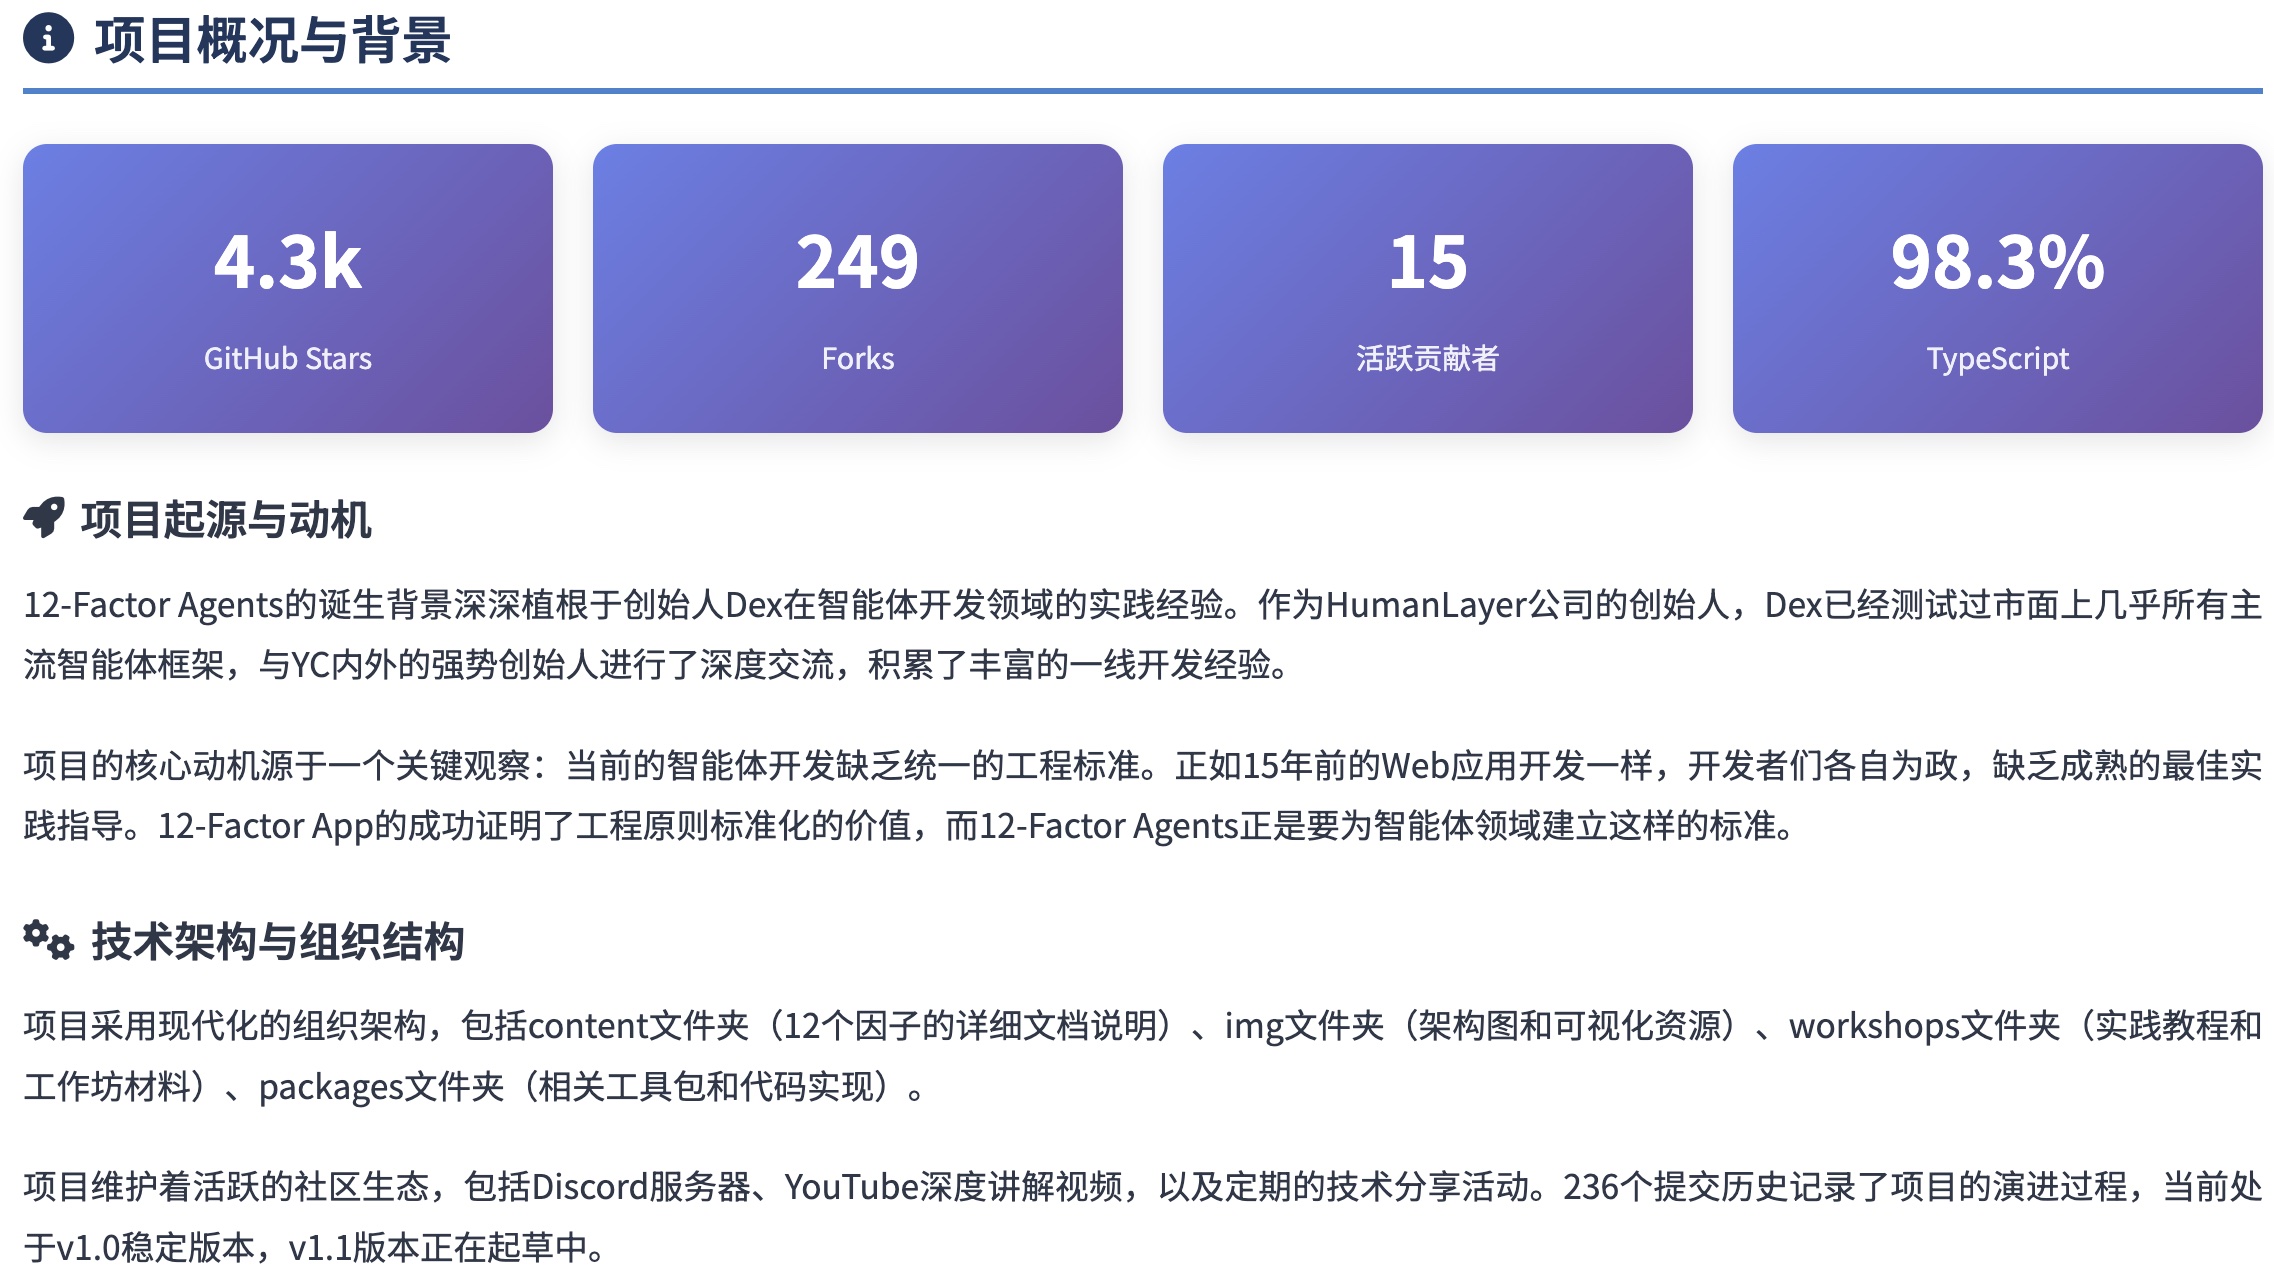 项目概况与背景
4.3k
GitHub Stars
249
Forks
15
活跃贡献者
98.3%
TypeScript
项目起源与动机
12-Factor Agents的诞生背景深深植根于创始人Dex在智能体开发领域的实践经验。作为HumanLayer公司的创始人，Dex已经测试过市面上几乎所有主
流智能体框架，与YC内外的强势创始人进行了深度交流，积累了丰富的一线开发经验。
项目的核心动机源于一个关键观察：当前的智能体开发缺乏统一的工程标准。正如15年前的Web应用开发一样，开发者们各自为政，缺乏成熟的最佳实
践指导。12-Factor App的成功证明了工程原则标准化的价值，而12-Factor Agents正是要为智能体领域建立这样的标准。
技术架构与组织结构
项目采用现代化的组织架构，包括content文件夹（12个因子的详细文档说明）、img文件夹（架构图和可视化资源）、workshops文件夹（实践教程和
工作坊材料）、packages文件夹（相关工具包和代码实现）。
项目维护着活跃的社区生态，包括Discord服务器、YouTube深度讲解视频，以及定期的技术分享活动。236个提交历史记录了项目的演进过程，当前处
于v1.0稳定版本，v1.1版本正在起草中。